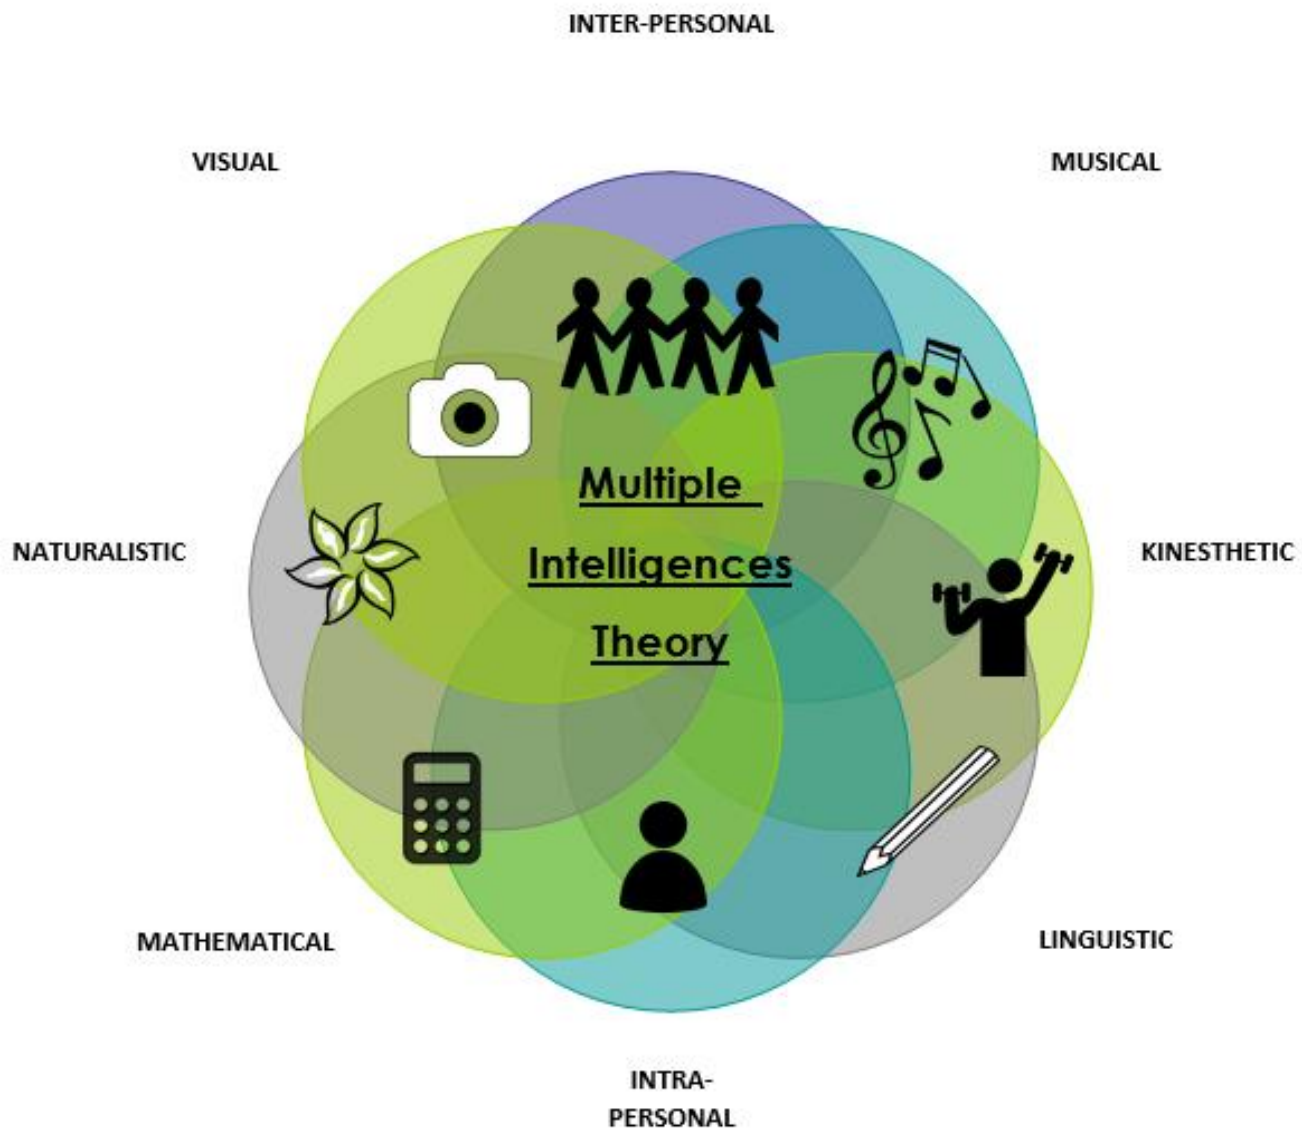 INTER-PERSONAL
VISUAL
MUSICAL
Multiple
Intelligences
Theory
NATURALISTIC
KINESTHETIC
MATHEMATICAL
LINGUISTIC
INTRA-
PERSONAL